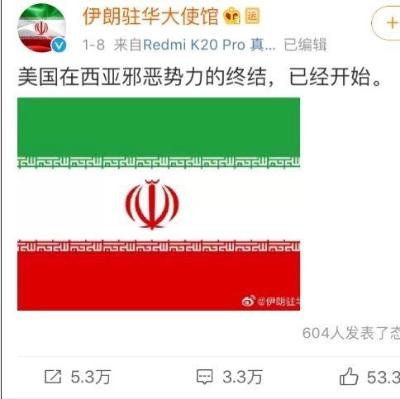 伊朗驻华大使馆
1-8 来自Redmi K20 Pro 真... 已编辑
美国在西亚邪恶势力的终结，已经开始。
@伊朗驻华
604人发表了态
5.3万 3.3万 53.3